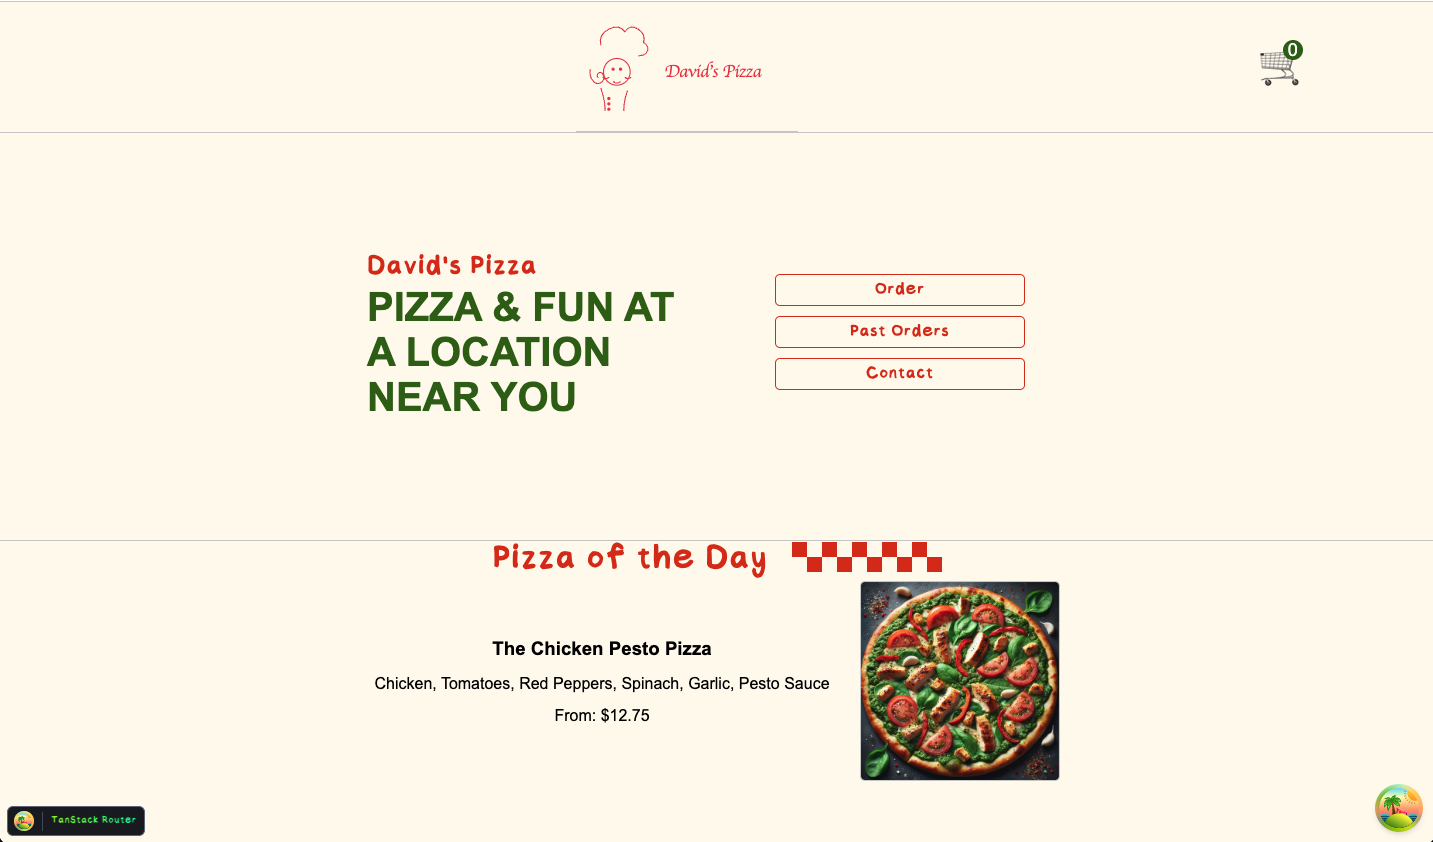 David's Pizza
0
David's Pizza
PIZZA & FUN AT
A LOCATION
NEAR YOU
Order
Past Orders
Contact
Pizza of the Day
The Chicken Pesto Pizza
Chicken, Tomatoes, Red Peppers, Spinach, Garlic, Pesto Sauce
From: $12.75
TanStack Router